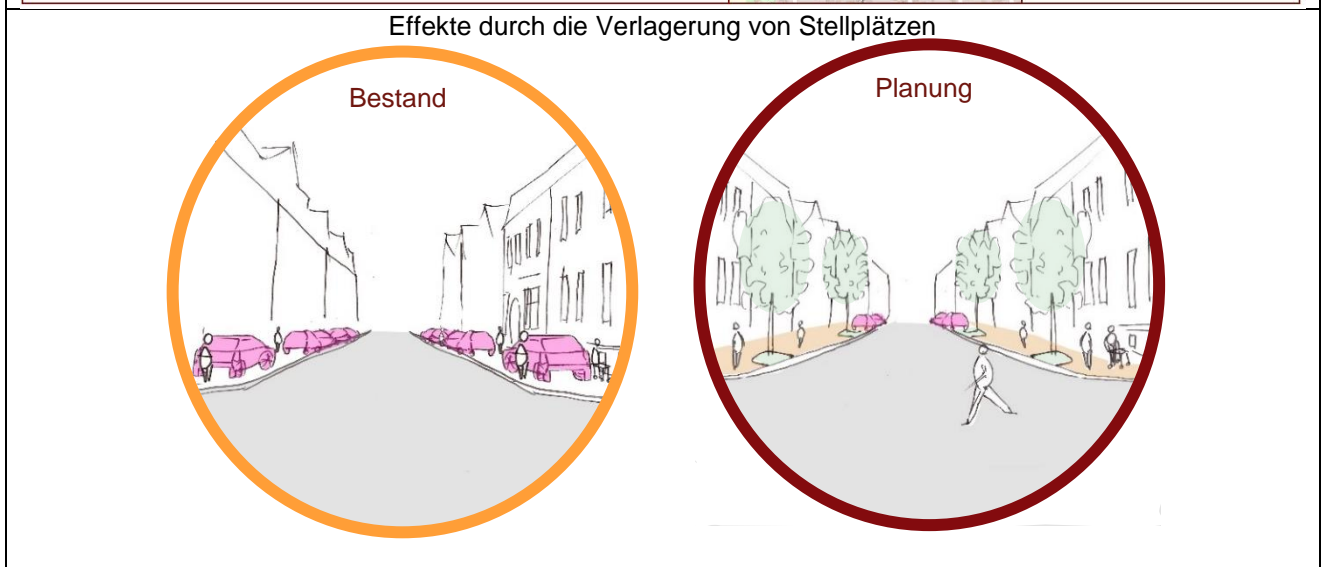 Effekte durch die Verlagerung von Stellplätzen
Bestand
Planung